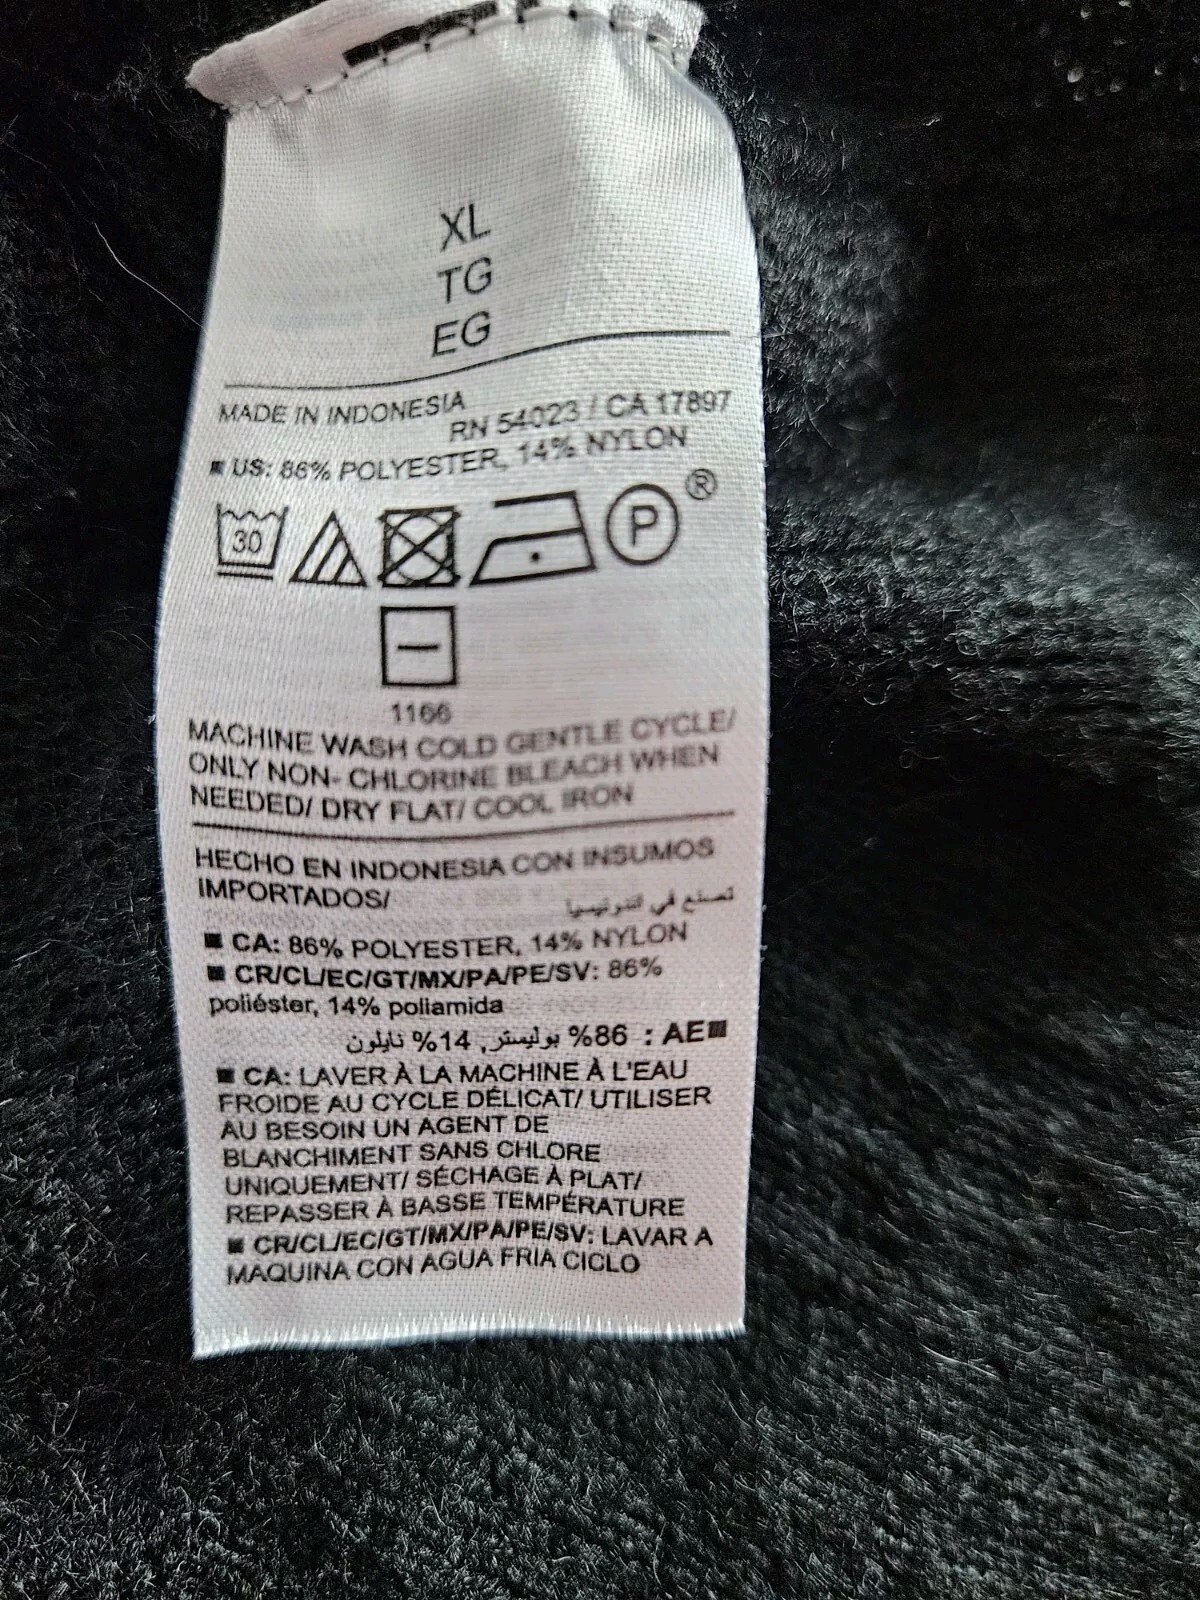 XL
TG
EG
MADE IN INDONESIA
RN 54023 / CA 17897
US: 86% POLYESTER, 14% NYLON
30
P ®
1166
MACHINE WASH COLD GENTLE CYCLE/
ONLY NON- CHLORINE BLEACH WHEN
NEEDED/ DRY FLAT/ COOL IRON
HECHO EN INDONESIA CON INSUMOS
IMPORTADOS/
تصنع في اندونيسيا
CA: 86% POLYESTER, 14% NYLON
CR/CL/EC/GT/MX/PA/PE/SV: 86%
poliéster, 14% poliamida
AE : 86% بوليستر, 14% نايلون
CA: LAVER À LA MACHINE À L'EAU
FROIDE AU CYCLE DÉLICAT/ UTILISER
AU BESOIN UN AGENT DE
BLANCHIMENT SANS CHLORE
UNIQUEMENT/ SÉCHAGE À PLAT/
REPASSER À BASSE TEMPÉRATURE
CR/CL/EC/GT/MX/PA/PE/SV: LAVAR A
MAQUINA CON AGUA FRIA CICLO